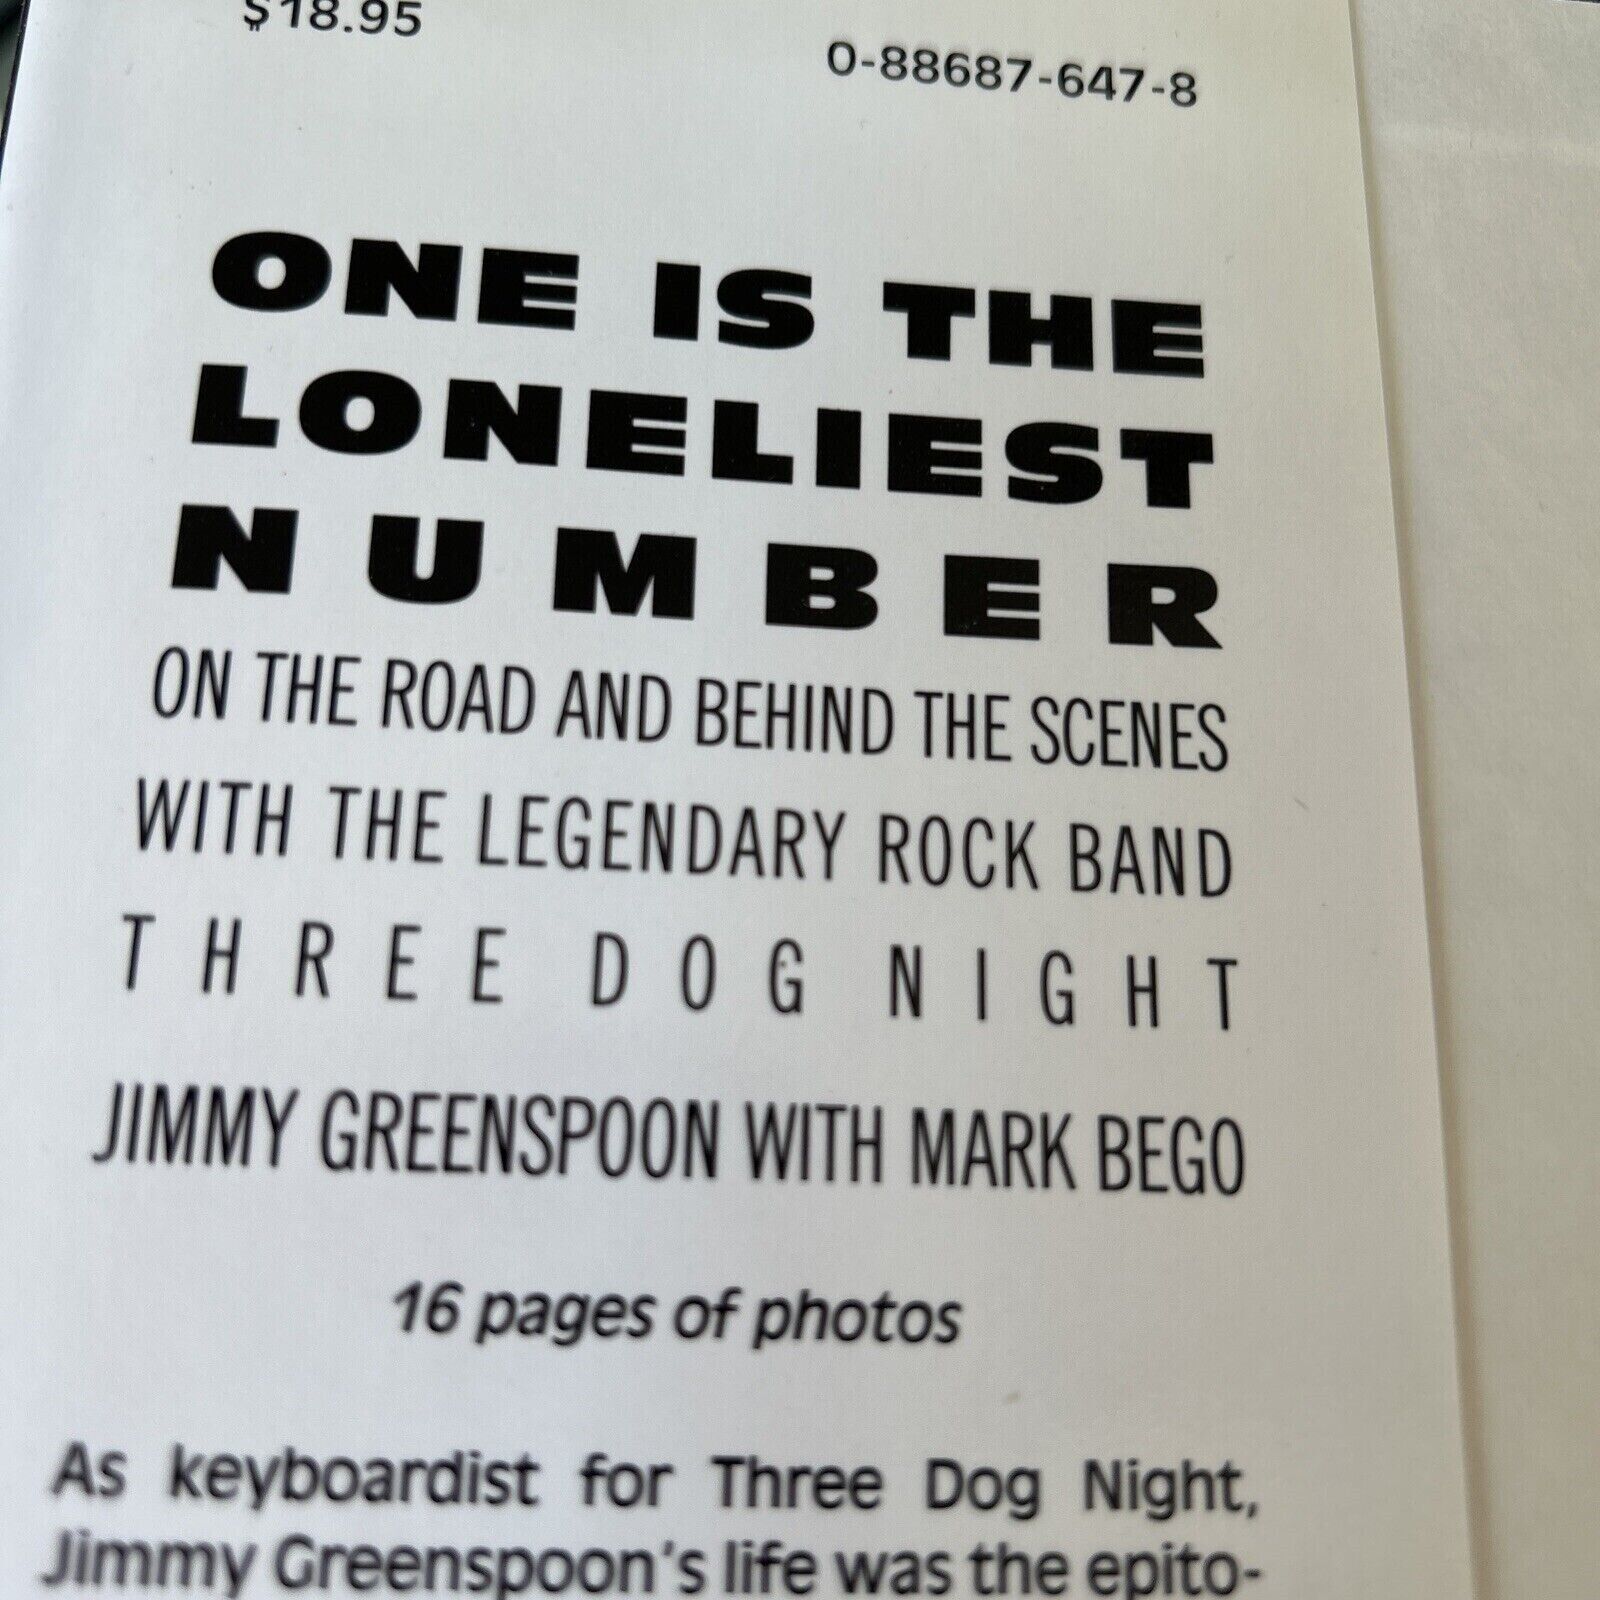 $18.95
0-88687-647-8
ONE IS THE
LONELIEST
NUMBER
ON THE ROAD AND BEHIND THE SCENES
WITH THE LEGENDARY ROCK BAND
THREE DOG NIGHT
JIMMY GREENSPOON WITH MARK BEGO
16 pages of photos
As keyboardist for Three Dog Night,
Jimmy Greenspoon's life was the epito-